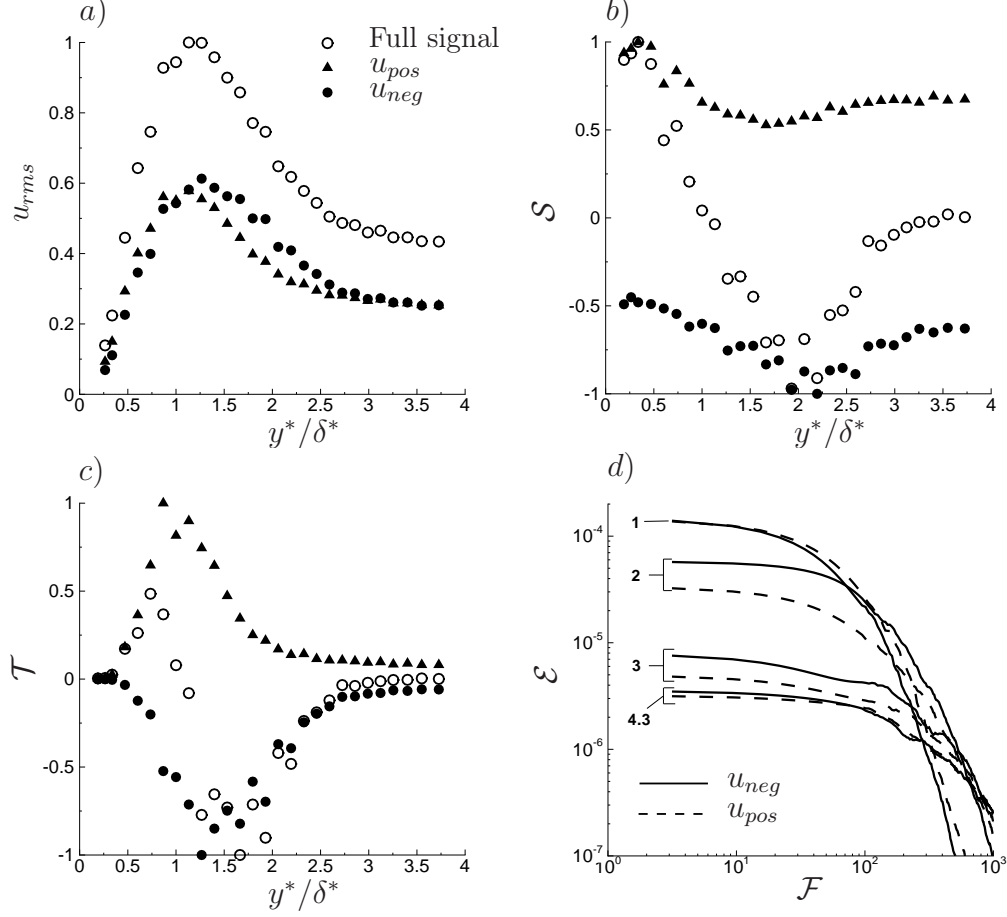 a)
Full signal
u_pos
u_neg
1
0.8
0.6
0.4
0.2
0
u_rms
0 0.5 1 1.5 2 2.5 3 3.5 4
y*/δ*
b)
1
0.5
0
-0.5
-1
S
0 0.5 1 1.5 2 2.5 3 3.5 4
y*/δ*
c)
1
0.5
0
-0.5
-1
T
0 0.5 1 1.5 2 2.5 3 3.5 4
y*/δ*
d)
1
2
3
4.3
10^-4
10^-5
10^-6
10^-7
E
u_neg
u_pos
10^0 10^1 10^2 10^3
F